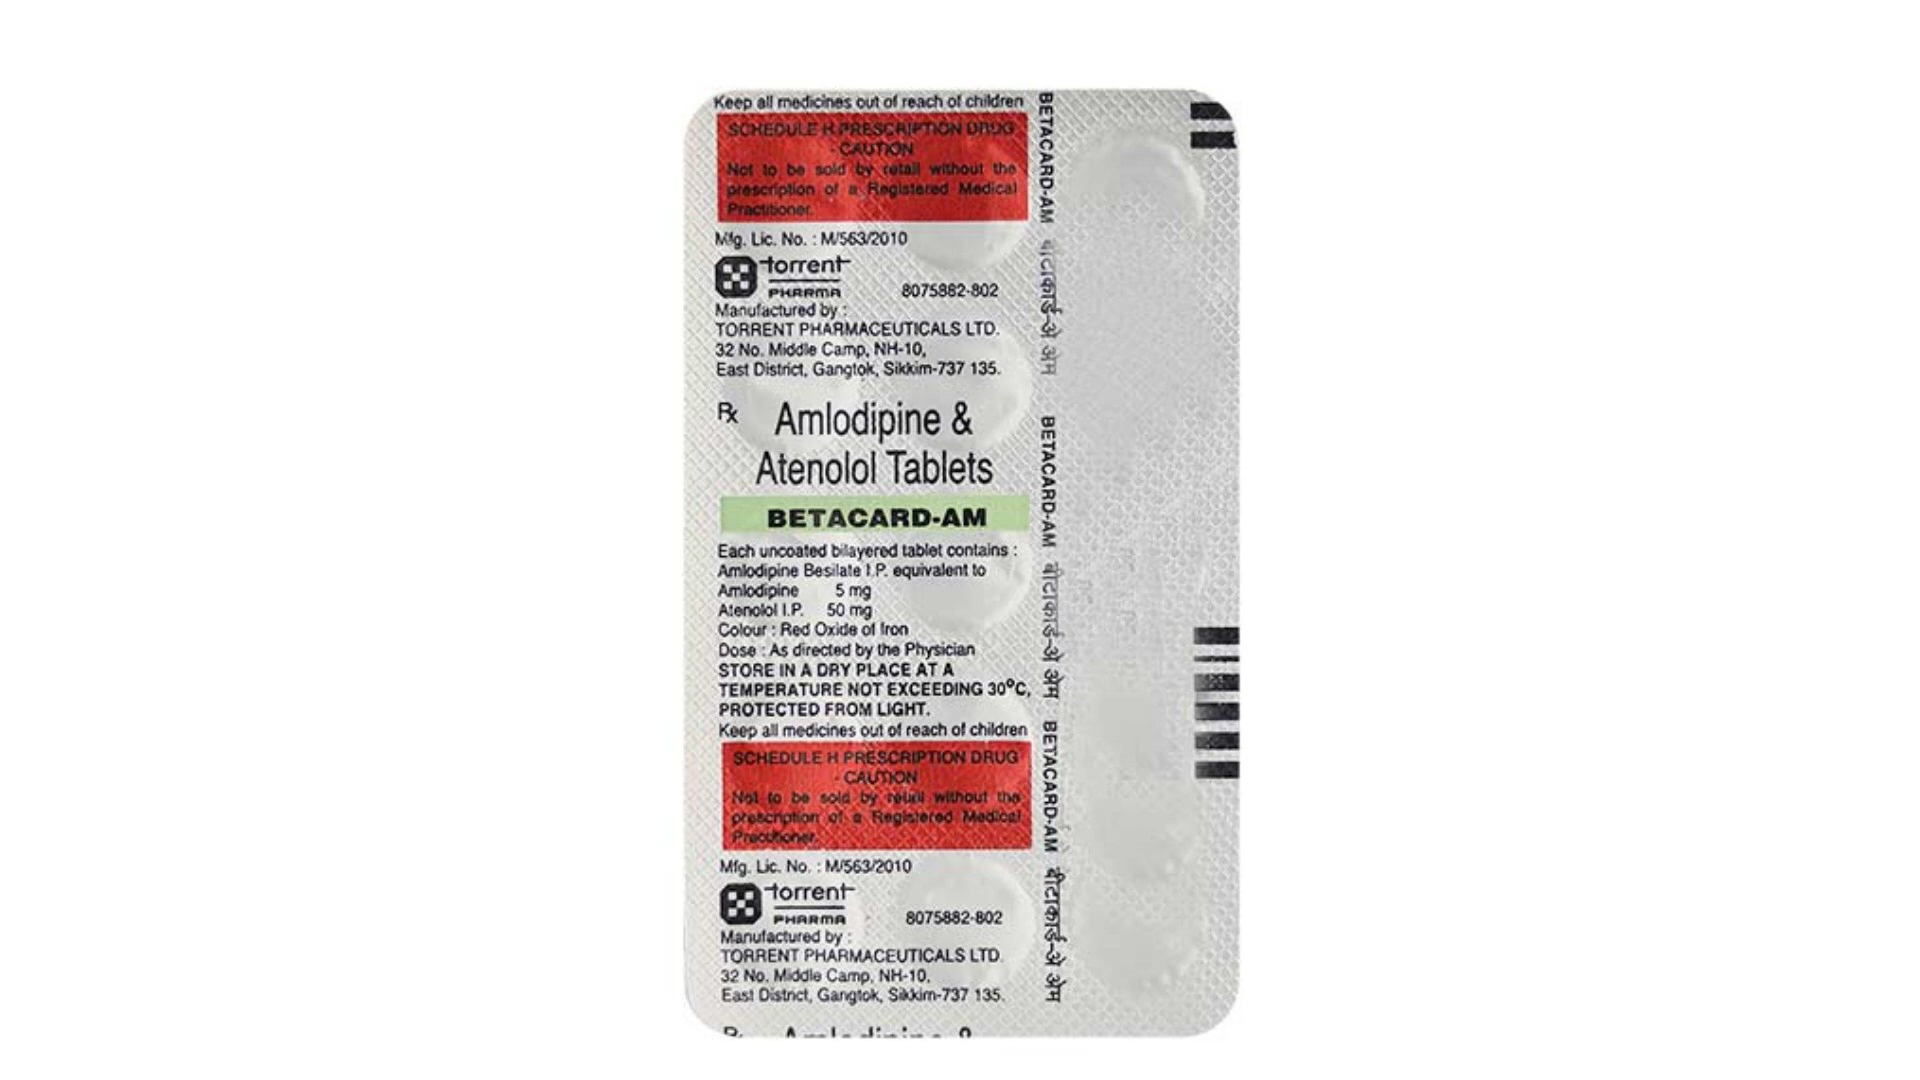 Keep all medicines out of reach of children
SCHEDULE H PRESCRIPTION DRUG
- CAUTION
Not to be sold by retail without the
prescription of a Registered Medical
Practitioner.
Mfg. Lic. No. : M/563/2010
torrent
PHARMA
8075882-802
Manufactured by :
TORRENT PHARMACEUTICALS LTD.
32 No. Middle Camp, NH-10,
East District, Gangtok, Sikkim-737 135.
Rx Amlodipine &
Atenolol Tablets
BETACARD-AM
Each uncoated bilayered tablet contains :
Amlodipine Besilate I.P. equivalent to
Amlodipine 5 mg
Atenolol I.P. 50 mg
Colour : Red Oxide of Iron
Dose : As directed by the Physician
STORE IN A DRY PLACE AT A
TEMPERATURE NOT EXCEEDING 30°C,
PROTECTED FROM LIGHT.
Keep all medicines out of reach of children
SCHEDULE H PRESCRIPTION DRUG
- CAUTION
Not to be sold by retail without the
prescription of a Registered Medical
Practitioner.
Mfg. Lic. No. : M/563/2010
torrent
PHARMA
8075882-802
Manufactured by :
TORRENT PHARMACEUTICALS LTD.
32 No. Middle Camp, NH-10,
East District, Gangtok, Sikkim-737 135.
Rx Amlodipine &
BETACARD-AM बीटाकार्ड-ऐ ऐम BETACARD-AM बीटाकार्ड-ऐ ऐम BETACARD-AM बीटाकार्ड-ऐ ऐम